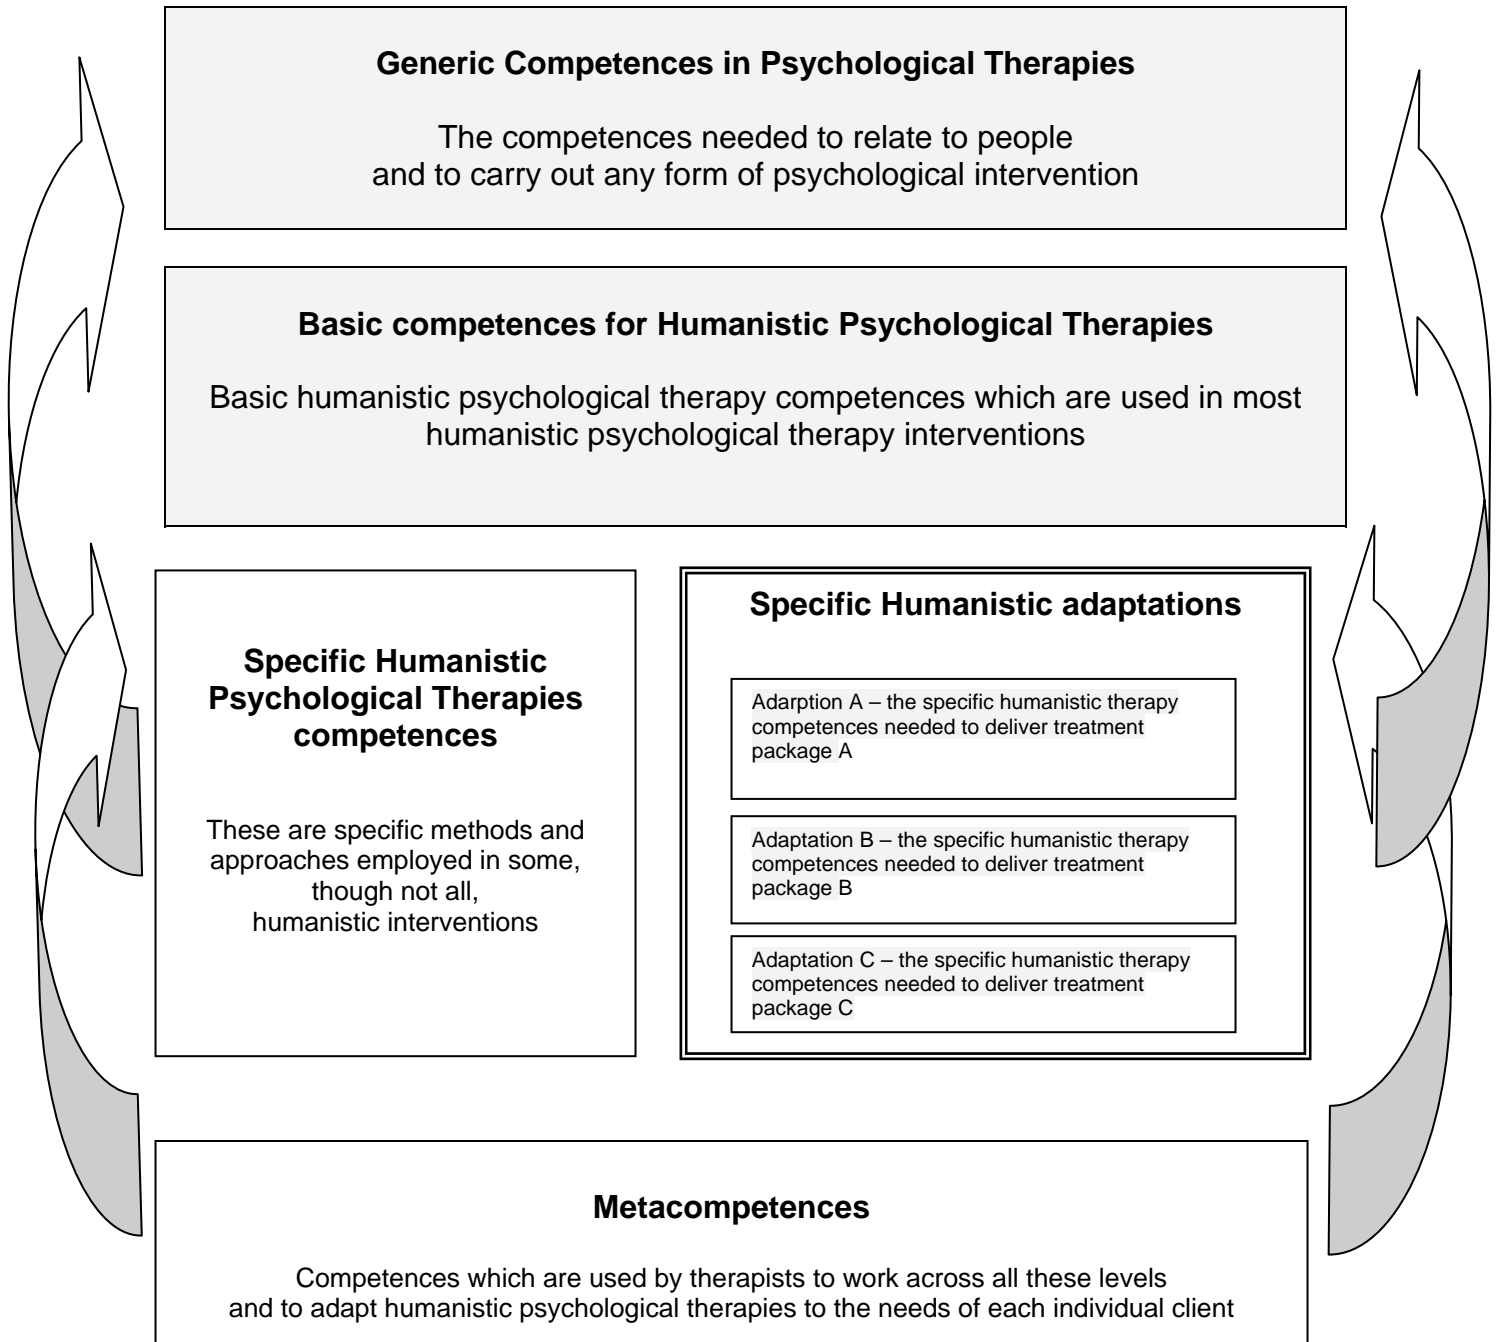 Generic Competences in Psychological Therapies
The competences needed to relate to people
and to carry out any form of psychological intervention
Basic competences for Humanistic Psychological Therapies
Basic humanistic psychological therapy competences which are used in most
humanistic psychological therapy interventions
Specific Humanistic
Psychological Therapies
competences
These are specific methods and
approaches employed in some,
though not all,
humanistic interventions
Specific Humanistic adaptations
Adarption A – the specific humanistic therapy
competences needed to deliver treatment
package A
Adaptation B – the specific humanistic therapy
competences needed to deliver treatment
package B
Adaptation C – the specific humanistic therapy
competences needed to deliver treatment
package C
Metacompetences
Competences which are used by therapists to work across all these levels
and to adapt humanistic psychological therapies to the needs of each individual client